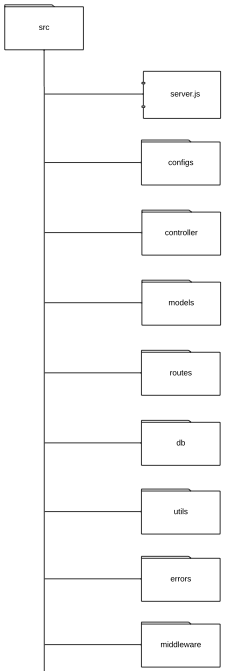 src
server.js
configs
controller
models
routes
db
utils
errors
middleware